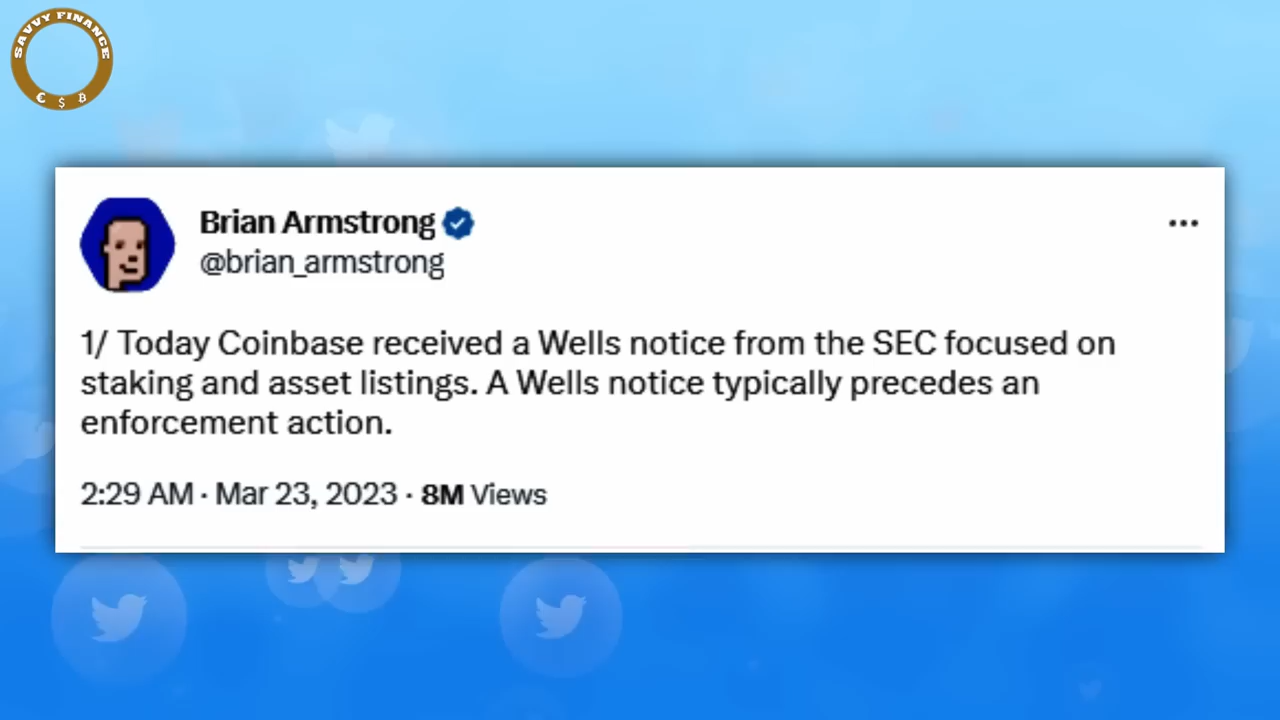 SAVVY FINANCE
€ $ B
Brian Armstrong
@brian_armstrong
1/ Today Coinbase received a Wells notice from the SEC focused on
staking and asset listings. A Wells notice typically precedes an
enforcement action.
2:29 AM · Mar 23, 2023 · 8M Views